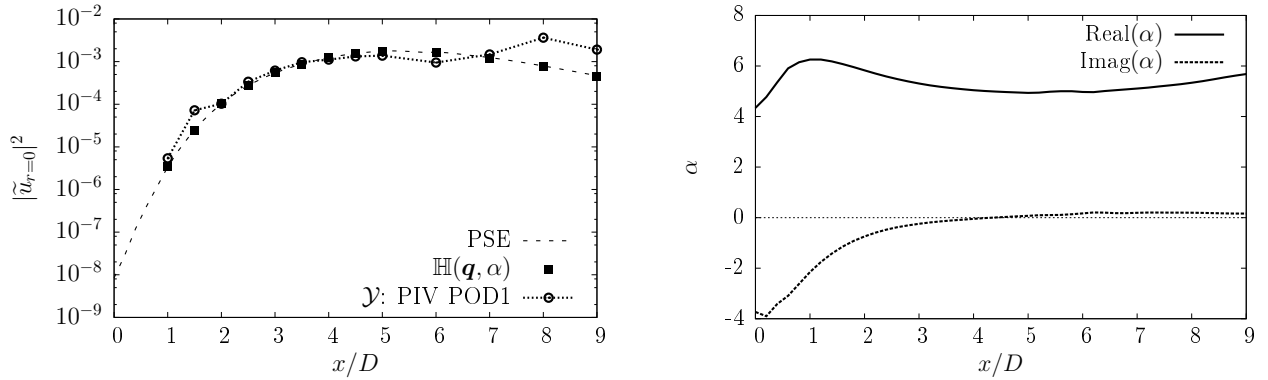 10⁻²
10⁻³
10⁻⁴
10⁻⁵
10⁻⁶
10⁻⁷
10⁻⁸
10⁻⁹
|ũ_{r=0}|²
PSE
ℍ(𝒒, α)
𝒴: PIV POD1
0 1 2 3 4 5 6 7 8 9
x/D
8
6
4
2
0
-2
-4
α
Real(α)
Imag(α)
0 1 2 3 4 5 6 7 8 9
x/D